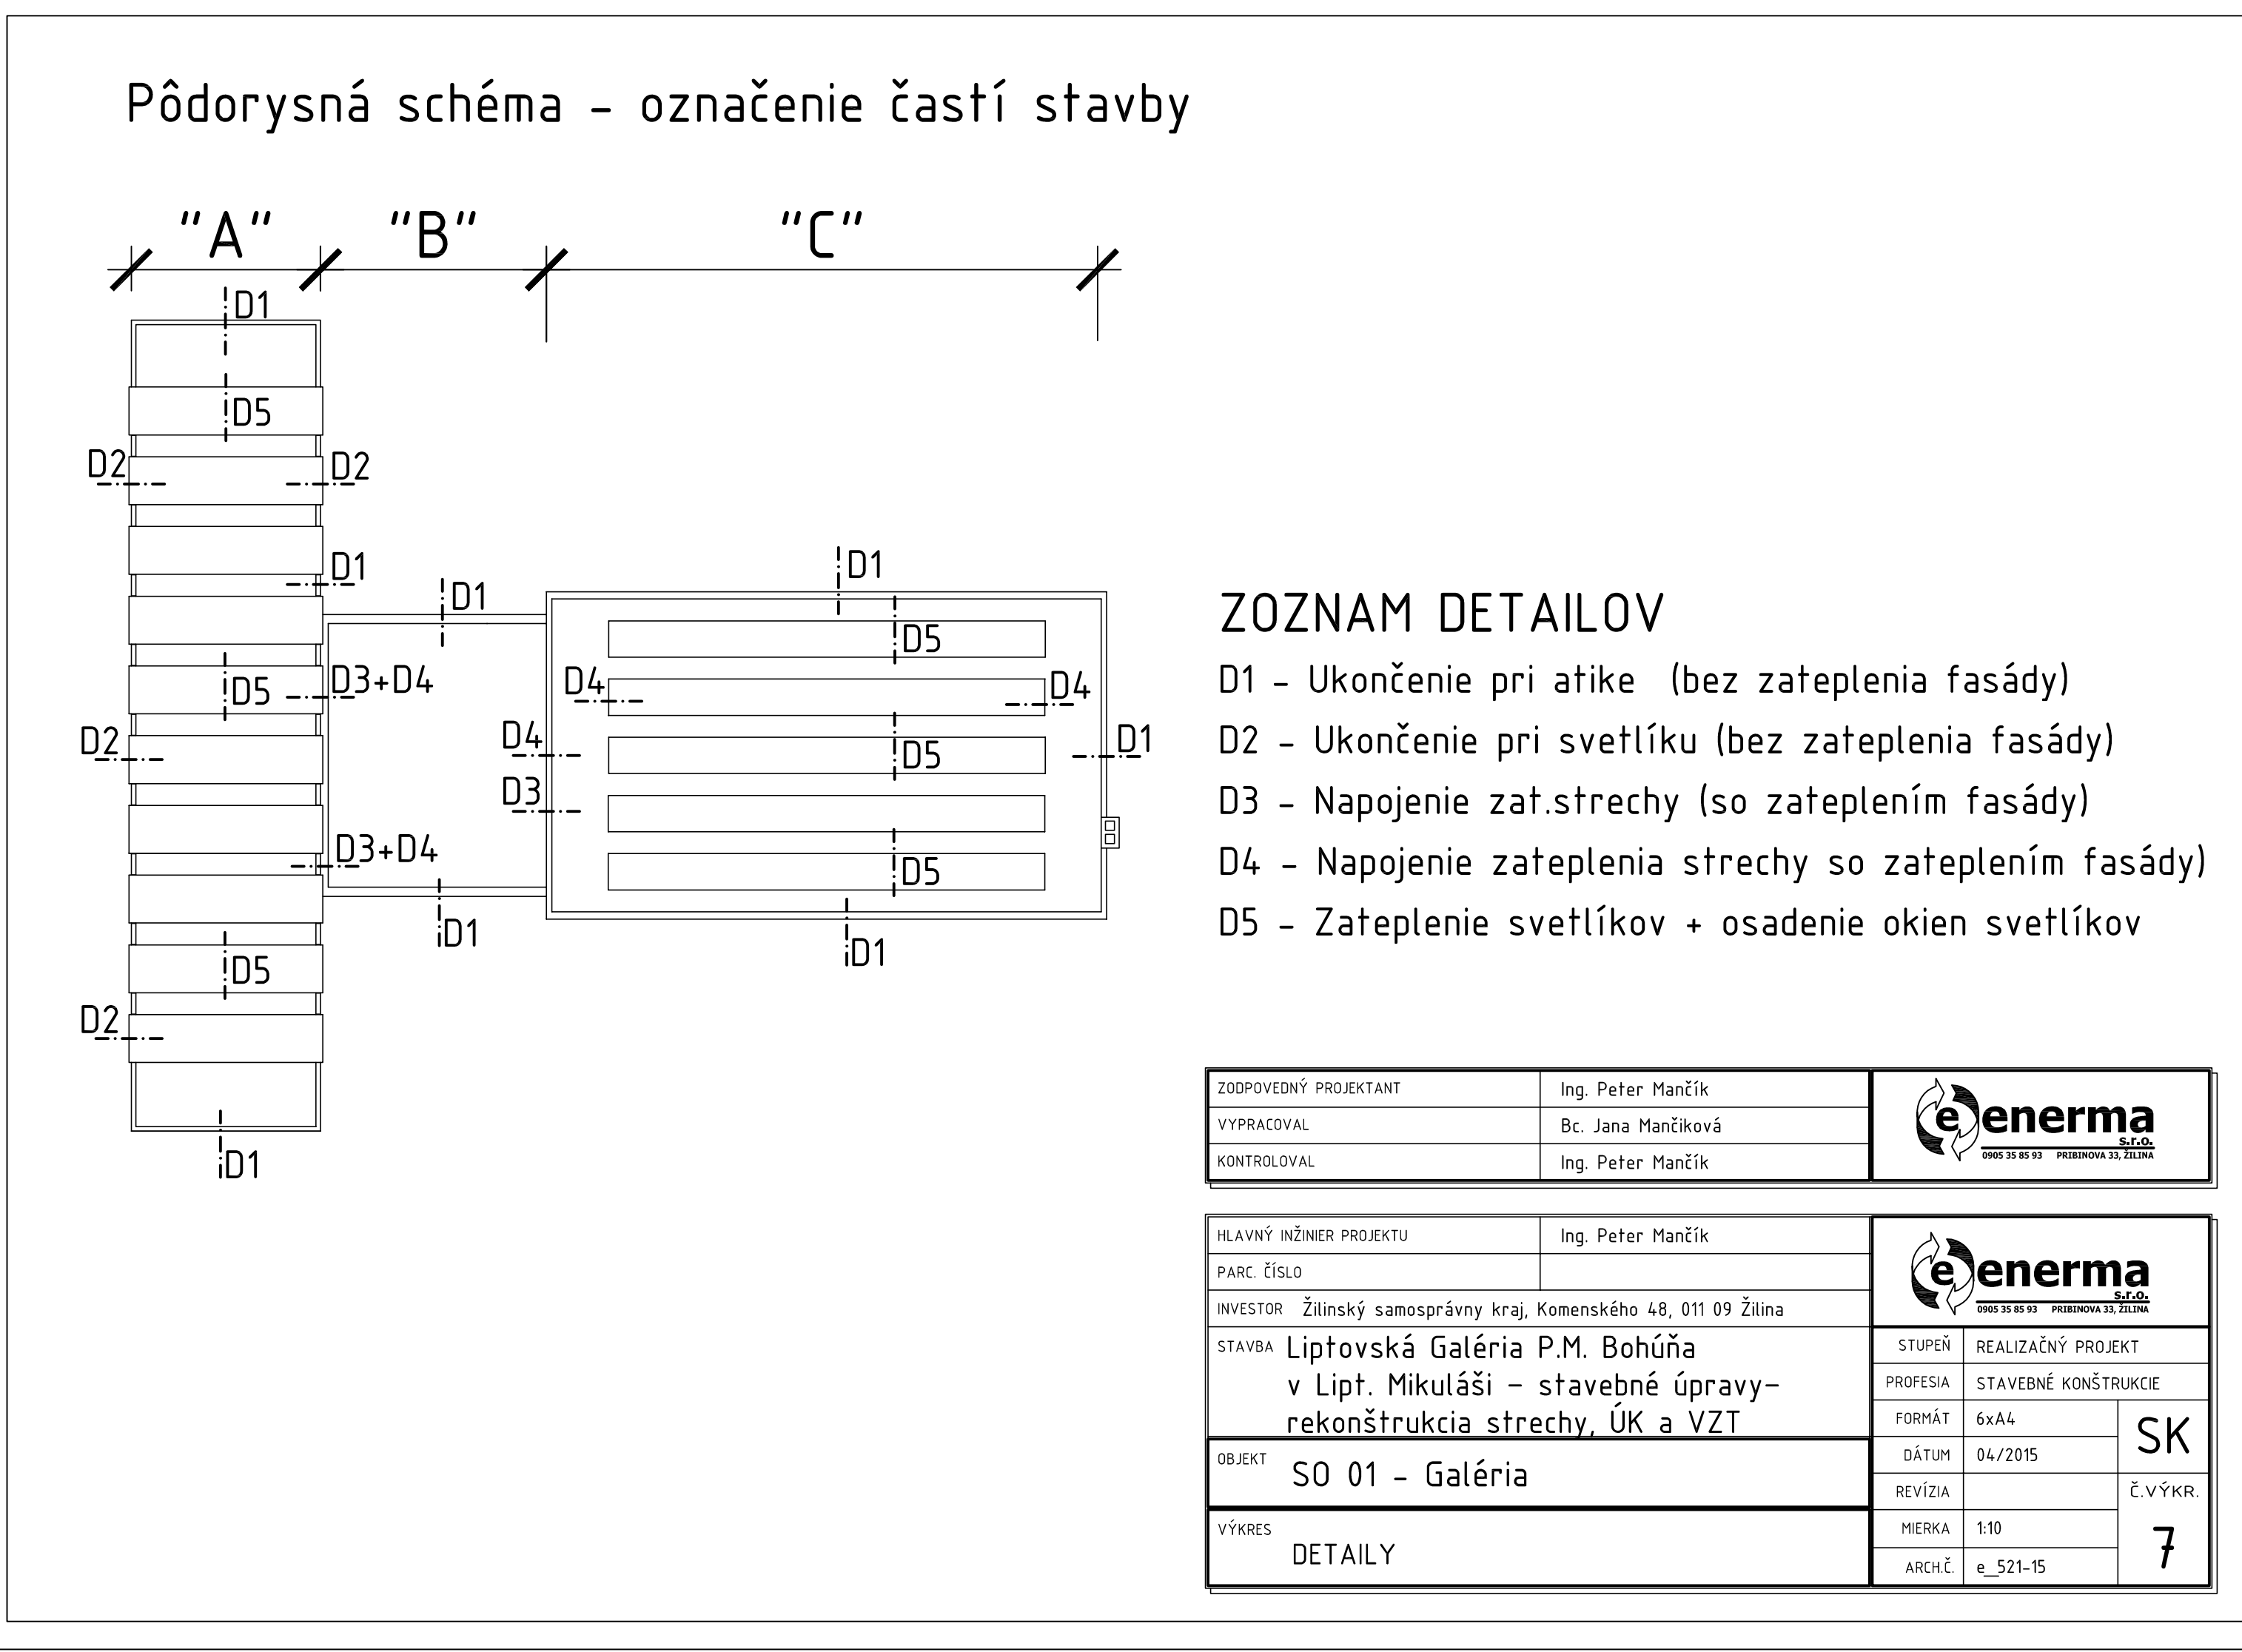 Pôdorysná schéma - označenie častí stavby
"A" "B" "C"
D1
D5
D2 D2
D1
D1
D1
D5
D3+D4
D5
D4
D4
D2
D4
D5
D1
D3
D3+D4
D5
D1
D1
D5
D2
D1
ZOZNAM DETAILOV
D1 - Ukončenie pri atike (bez zateplenia fasády)
D2 - Ukončenie pri svetlíku (bez zateplenia fasády)
D3 - Napojenie zat.strechy (so zateplením fasády)
D4 - Napojenie zateplenia strechy so zateplením fasády)
D5 - Zateplenie svetlíkov + osadenie okien svetlíkov
ZODPOVEDNÝ PROJEKTANT Ing. Peter Mančík
VYPRACOVAL Bc. Jana Mančiková
KONTROLOVAL Ing. Peter Mančík
e enerma
s.r.o.
0905 35 85 93 PRIBINOVA 33, ŽILINA
HLAVNÝ INŽINIER PROJEKTU Ing. Peter Mančík
PARC. ČÍSLO
INVESTOR Žilinský samosprávny kraj, Komenského 48, 011 09 Žilina
STAVBA Liptovská Galéria P.M. Bohúňa
v Lipt. Mikuláši - stavebné úpravy-
rekonštrukcia strechy, ÚK a VZT
OBJEKT SO 01 - Galéria
VÝKRES DETAILY
e enerma
s.r.o.
0905 35 85 93 PRIBINOVA 33, ŽILINA
STUPEŇ REALIZAČNÝ PROJEKT
PROFESIA STAVEBNÉ KONŠTRUKCIE
FORMÁT 6xA4
SK
DÁTUM 04/2015
REVÍZIA
Č.VÝKR.
MIERKA 1:10
7
ARCH.Č. e_521-15